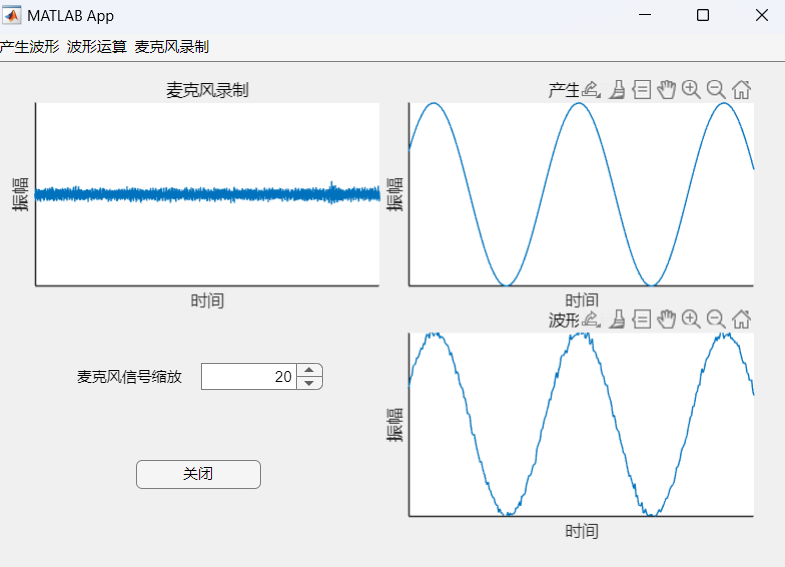 MATLAB App
产生波形 波形运算 麦克风录制
麦克风录制
振幅
时间
产生
振幅
时间
波形
振幅
时间
麦克风信号缩放 20
关闭